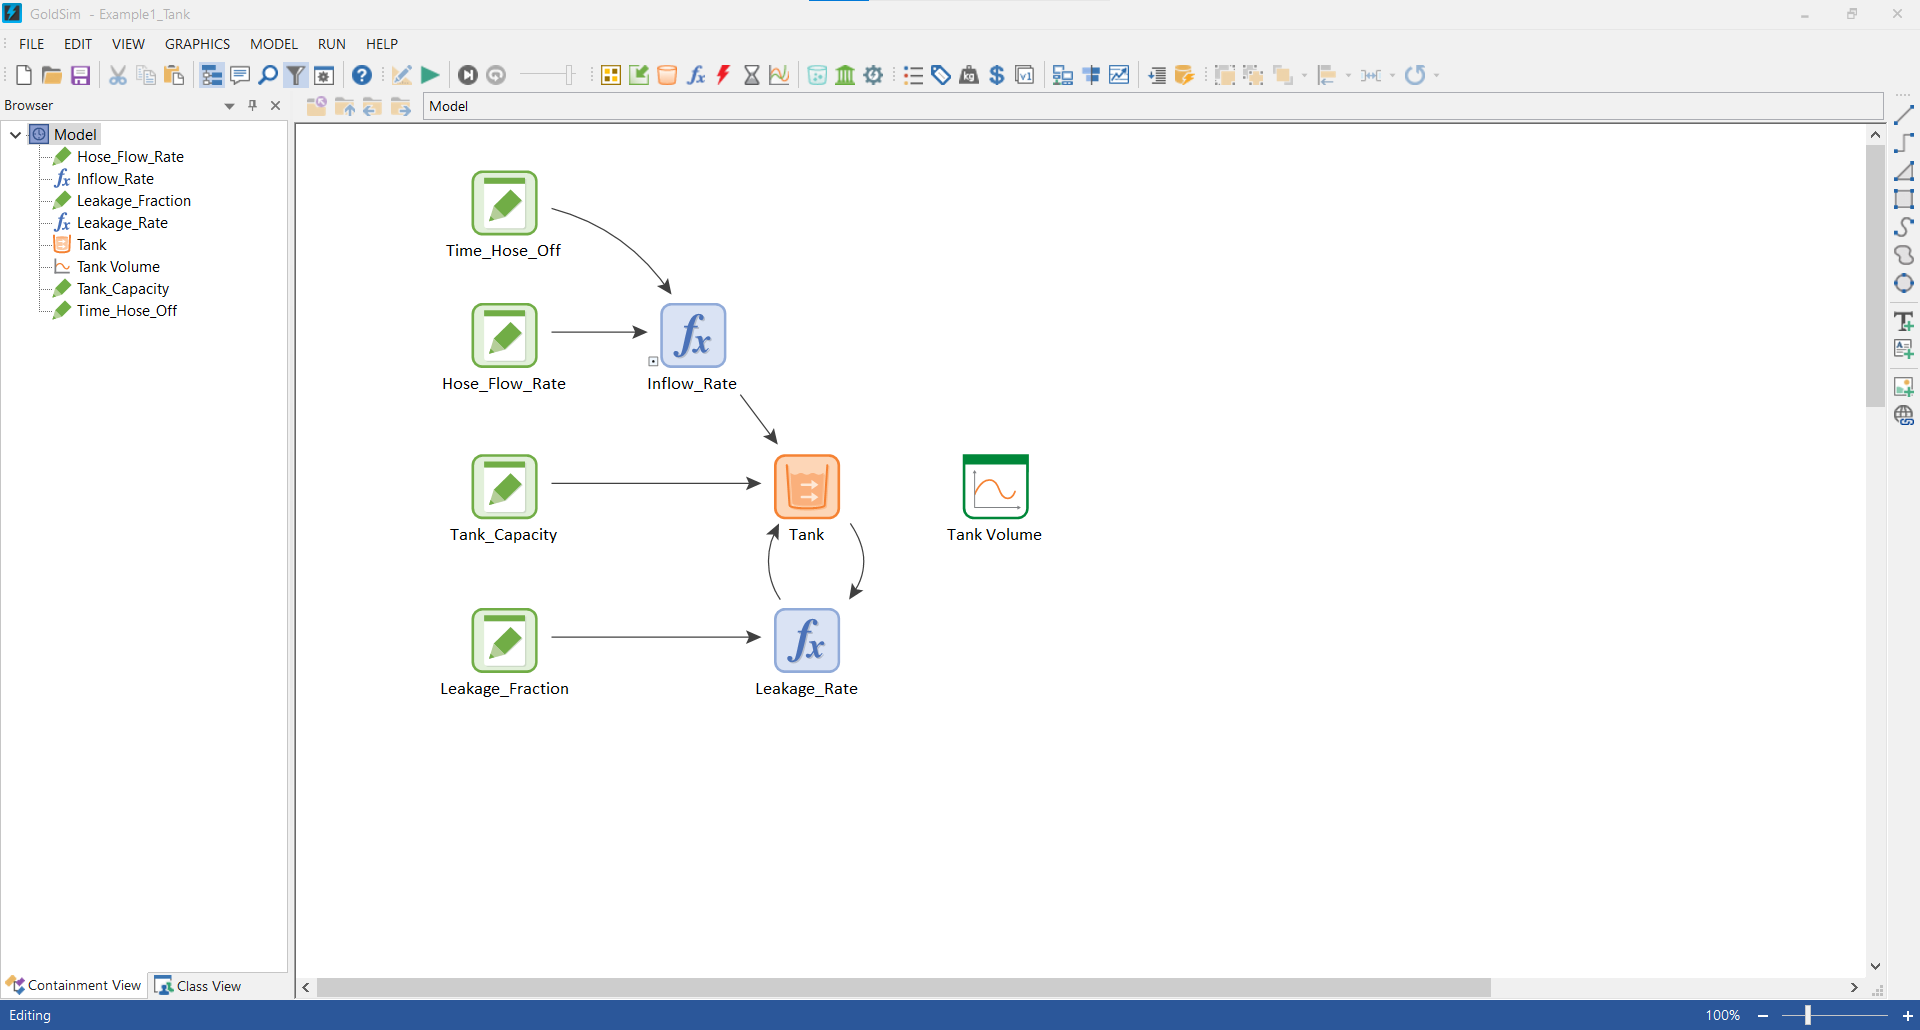 GoldSim - Example1_Tank
FILE EDIT VIEW GRAPHICS MODEL RUN HELP
Browser
Model
Model
Hose_Flow_Rate
Inflow_Rate
Leakage_Fraction
Leakage_Rate
Tank
Tank Volume
Tank_Capacity
Time_Hose_Off
Time_Hose_Off
Hose_Flow_Rate
Inflow_Rate
Tank_Capacity
Tank
Tank Volume
Leakage_Fraction
Leakage_Rate
Containment View
Class View
Editing
100%